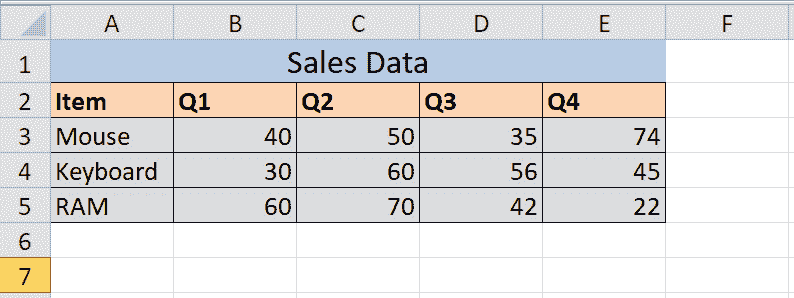 A B C D E F
1 Sales Data
2 Item Q1 Q2 Q3 Q4
3 Mouse 40 50 35 74
4 Keyboard 30 60 56 45
5 RAM 60 70 42 22
6
7